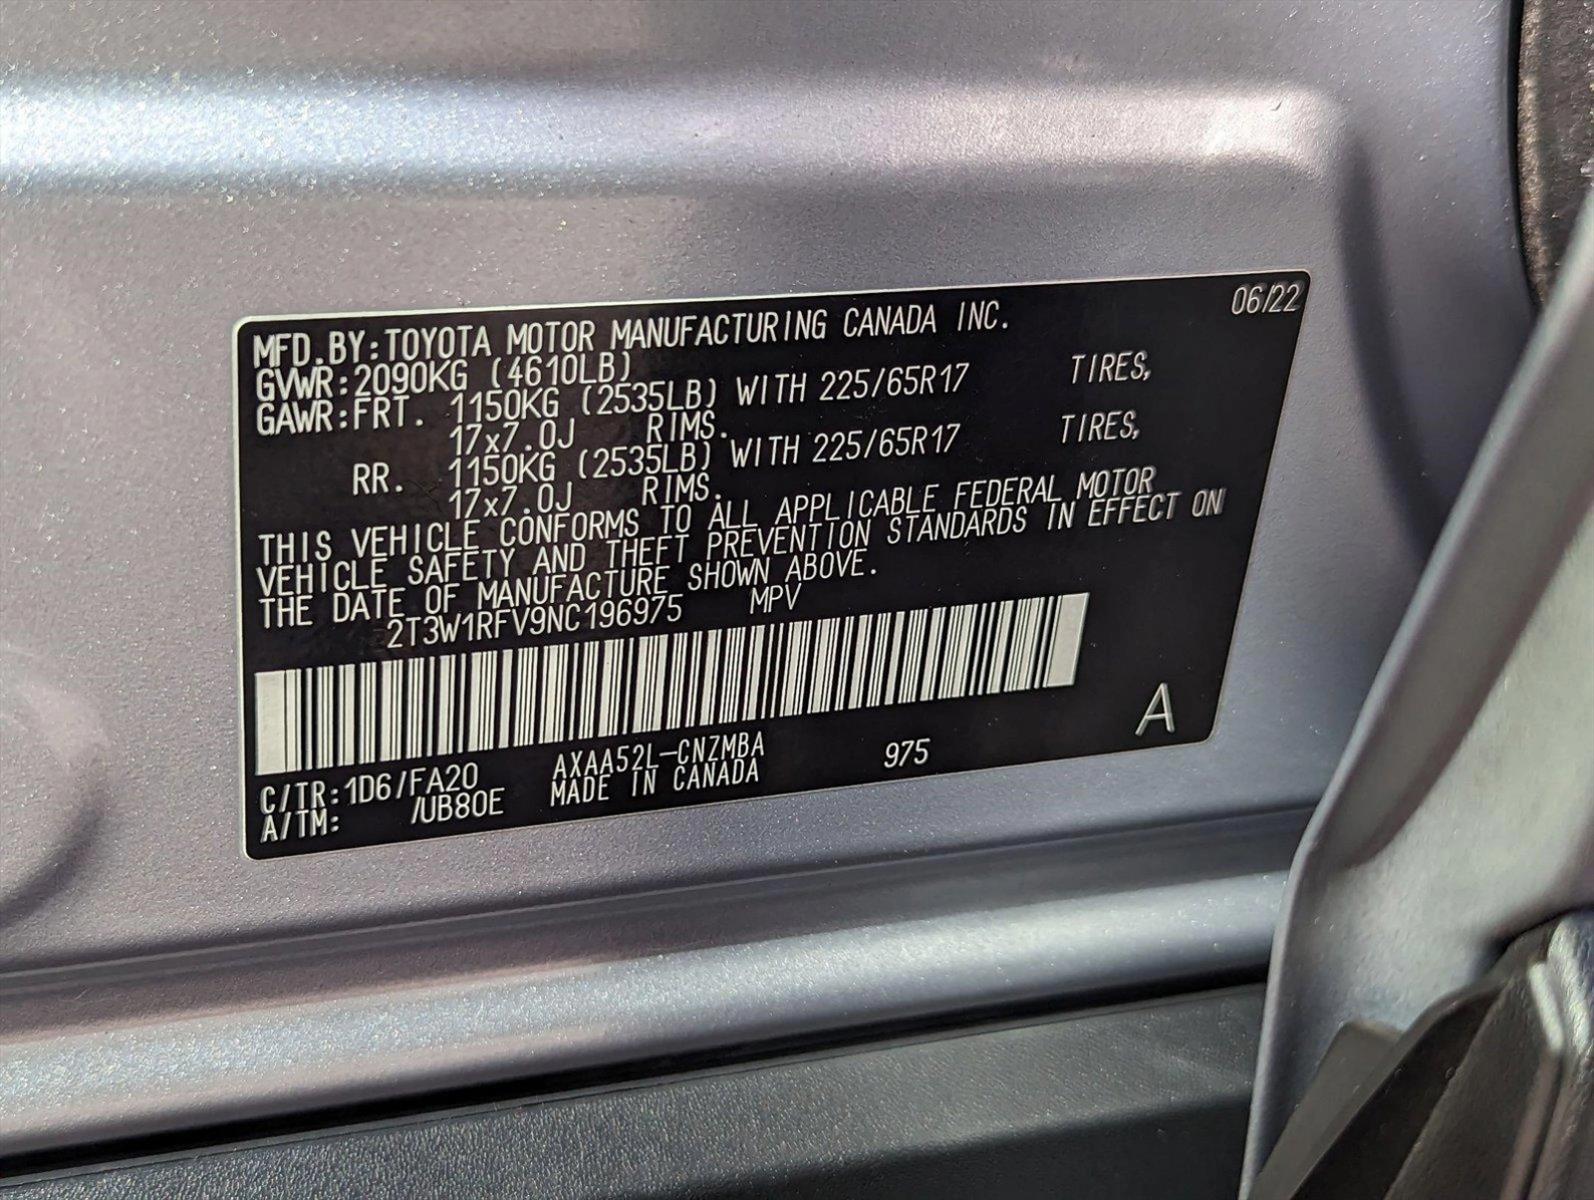 06/22
MFD.BY:TOYOTA MOTOR MANUFACTURING CANADA INC.
GVWR:2090KG (4610LB)
GAWR:FRT. 1150KG (2535LB) WITH 225/65R17 TIRES,
17x7.0J RIMS.
RR. 1150KG (2535LB) WITH 225/65R17 TIRES,
17x7.0J RIMS.
THIS VEHICLE CONFORMS TO ALL APPLICABLE FEDERAL MOTOR
VEHICLE SAFETY AND THEFT PREVENTION STANDARDS IN EFFECT ON
THE DATE OF MANUFACTURE SHOWN ABOVE.
2T3W1RFV9NC196975 MPV
A
C/TR:1D6/FA20 AXAA52L-CNZMBA 975
A/TM: /UB80E MADE IN CANADA